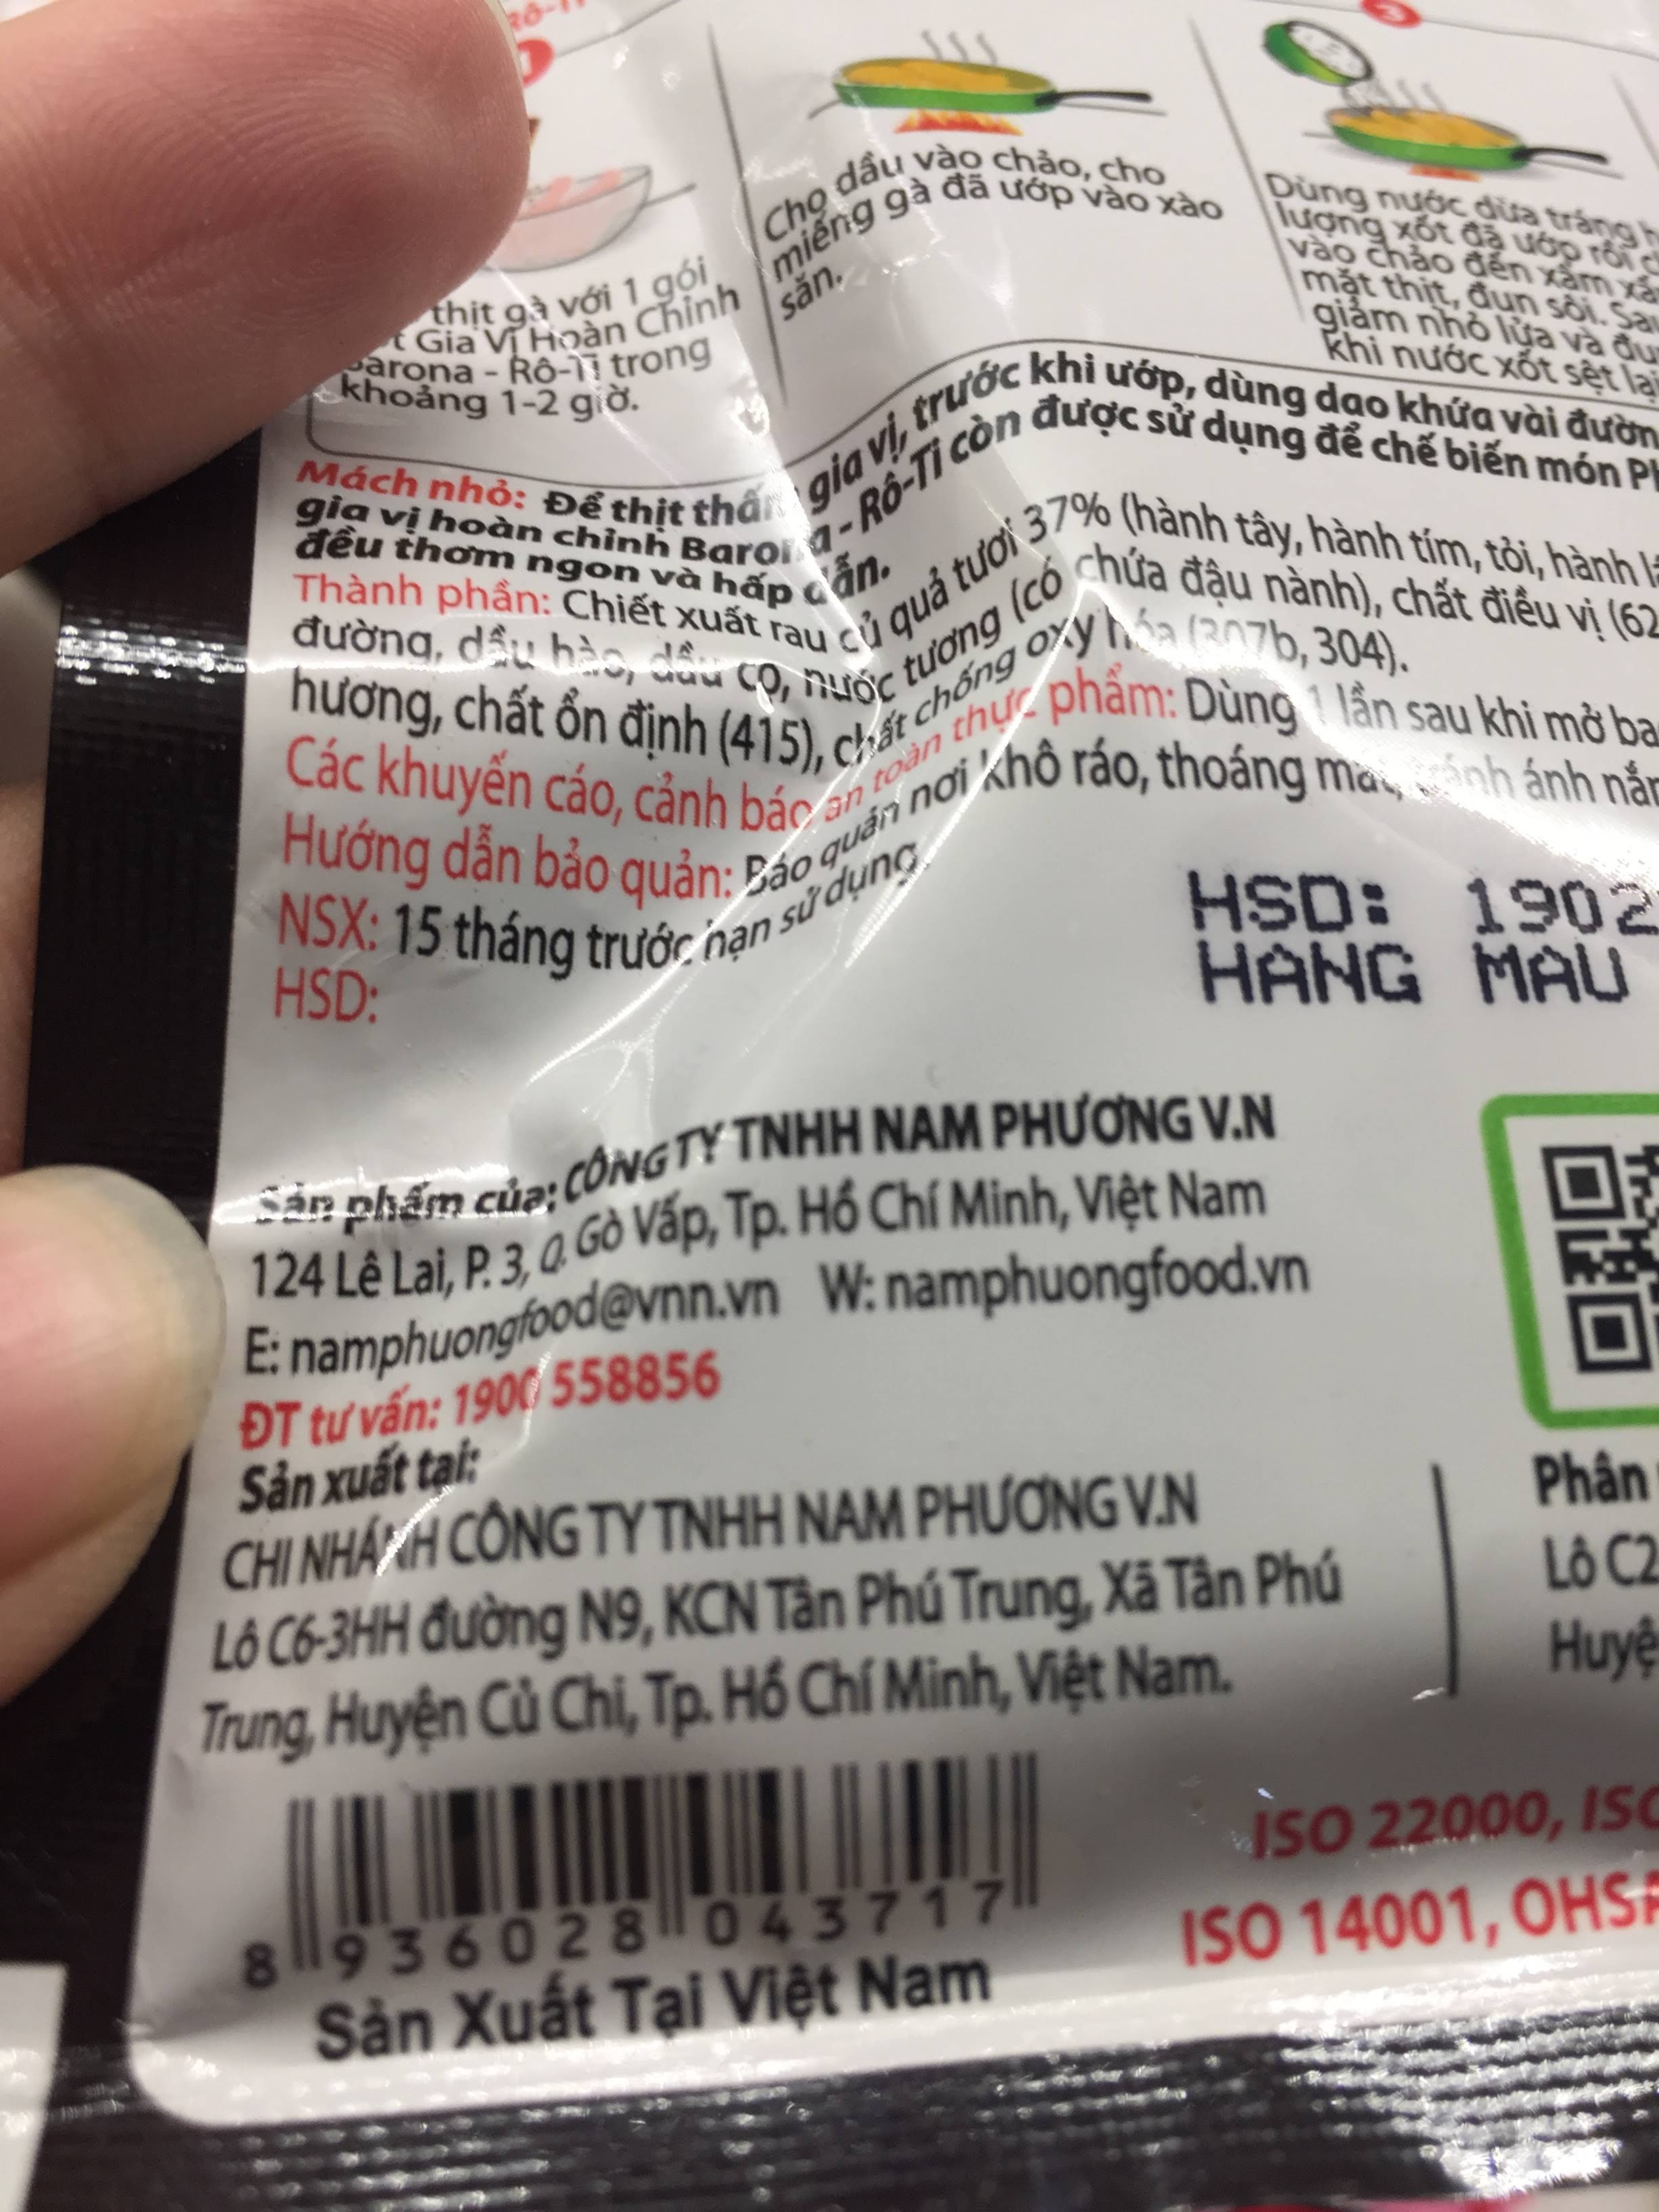 1
3
thịt gà với 1 gói
Gia Vị Hoàn Chỉnh
Barona - Rô-Ti trong
khoảng 1-2 giờ.
Cho dầu vào chảo, cho
miếng gà đã ướp vào xào
săn.
Dùng nước dừa tráng
lượng xốt đã ướp rồi
vào chảo đến xâm
mặt thịt, đun sôi. Sau
giảm nhỏ lửa và
khi nước xốt sệt lại
Mách nhỏ: Để thịt thấm gia vị, trước khi ướp, dùng dao khứa vài
gia vị hoàn chỉnh Barona - Rô-Ti còn được sử dụng để chế biến món
đều thơm ngon và hấp dẫn.
Thành phần: Chiết xuất rau củ quả tươi 37% (hành tây, hành tím, tỏi, hành
đường, dầu hào, dầu cọ, nước tương (có chứa đậu nành), chất điều vị (62
hương, chất ổn định (415), chất chống oxy hóa (307b, 304).
Các khuyến cáo, cảnh báo an toàn thực phẩm: Dùng 1 lần sau khi mở
Hướng dẫn bảo quản: Bảo quản nơi khô ráo, thoáng mát, tránh ánh
NSX: 15 tháng trước hạn sử dụng.
HSD:
HSD: 1902
HANG MAU
Sản phẩm của: CÔNG TY TNHH NAM PHƯƠNG V.N
124 Lê Lai, P. 3, Q. Gò Vấp, Tp. Hồ Chí Minh, Việt Nam
E: namphuongfood@vnn.vn W: namphuongfood.vn
ĐT tư vấn: 1900 558856
Sản xuất tại:
CHI NHÁNH CÔNG TY TNHH NAM PHƯƠNG V.N
Lô C6-3HH đường N9, KCN Tân Phú Trung, Xã Tân Phú
Trung, Huyện Củ Chi, Tp. Hồ Chí Minh, Việt Nam.
Phân
Lô C2
Huyệ
ISO 22000, ISO
ISO 14001, OHSA
8 936028 043717
Sản Xuất Tại Việt Nam